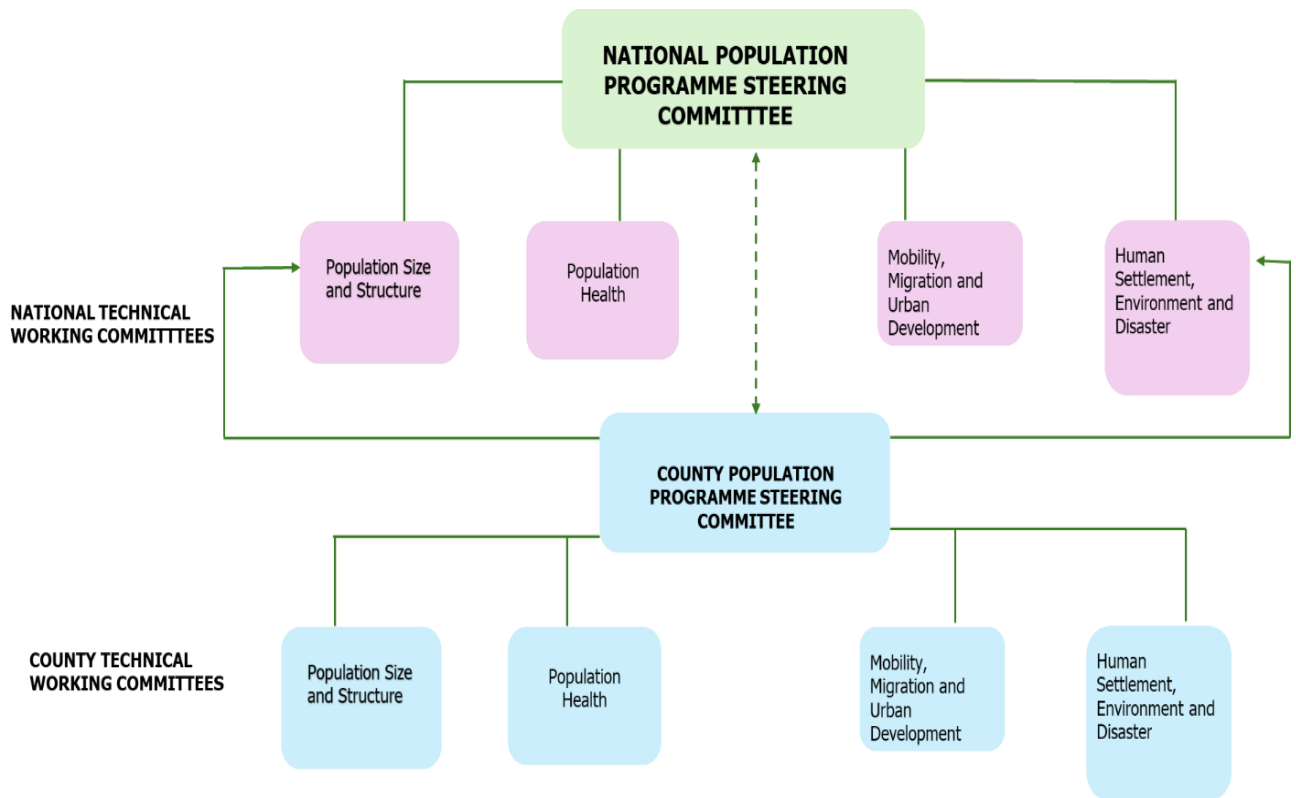 NATIONAL POPULATION
PROGRAMME STEERING
COMMITTTEE
Population Size
and Structure
Population
Health
Mobility,
Migration and
Urban
Development
Human
Settlement,
Environment and
Disaster
NATIONAL TECHNICAL
WORKING COMMITTTEES
COUNTY POPULATION
PROGRAMME STEERING
COMMITTEE
COUNTY TECHNICAL
WORKING COMMITTEES
Population Size
and Structure
Population
Health
Mobility,
Migration and
Urban
Development
Human
Settlement,
Environment and
Disaster